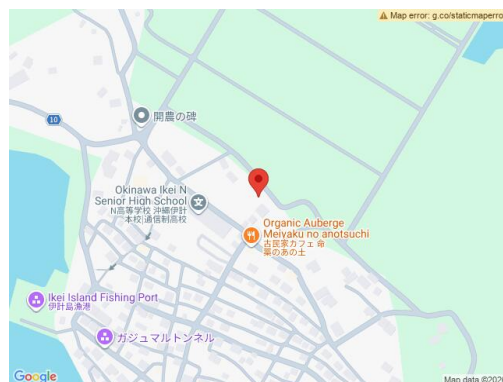 Map error: g.co/staticmaperro
10
開農の碑
Okinawa Ikei N
Senior High School
N高等学校 沖縄伊計
本校|通信制高校
Organic Auberge
Meiyaku no anotsuchi
古民家カフェ 命
薬のあの土
Ikei Island Fishing Port
伊計島漁港
ガジュマルトンネル
Google
Map data ©2026